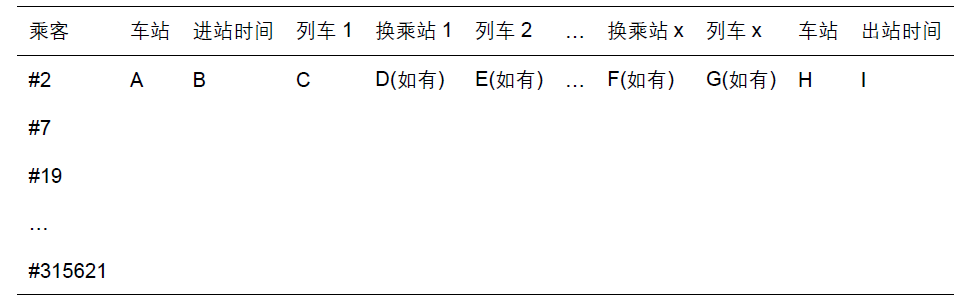 乘客 车站 进站时间 列车 1 换乘站 1 列车 2 … 换乘站 x 列车 x 车站 出站时间
#2 A B C D(如有) E(如有) … F(如有) G(如有) H I
#7
#19
…
#315621